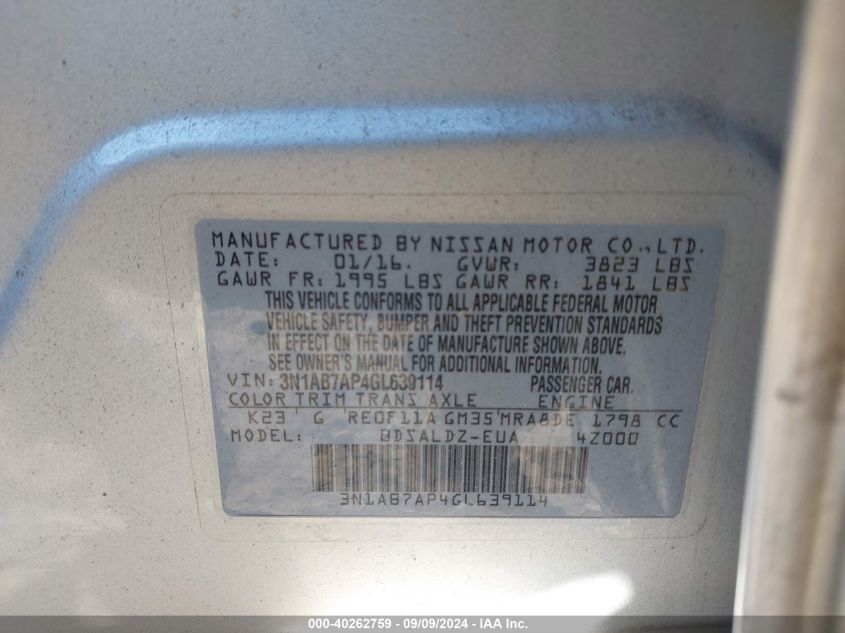 MANUFACTURED BY NISSAN MOTOR CO., LTD.
DATE: 01/16. GVWR: 3823 LBS
GAWR FR: 1995 LBS GAWR RR: 1841 LBS
THIS VEHICLE CONFORMS TO ALL APPLICABLE FEDERAL MOTOR
VEHICLE SAFETY, BUMPER AND THEFT PREVENTION STANDARDS
IN EFFECT ON THE DATE OF MANUFACTURE SHOWN ABOVE.
SEE OWNER'S MANUAL FOR ADDITIONAL INFORMATION.
VIN: 3N1AB7AP4GL639114 PASSENGER CAR.
COLOR TRIM TRANS AXLE ENGINE
K23 G RE0F11A GM35 MRA8DE 1798 CC
MODEL: BDSALDZ-EUA 4Z000
3N1AB7AP4GL639114
000-40262759 - 09/09/2024 - IAA Inc.